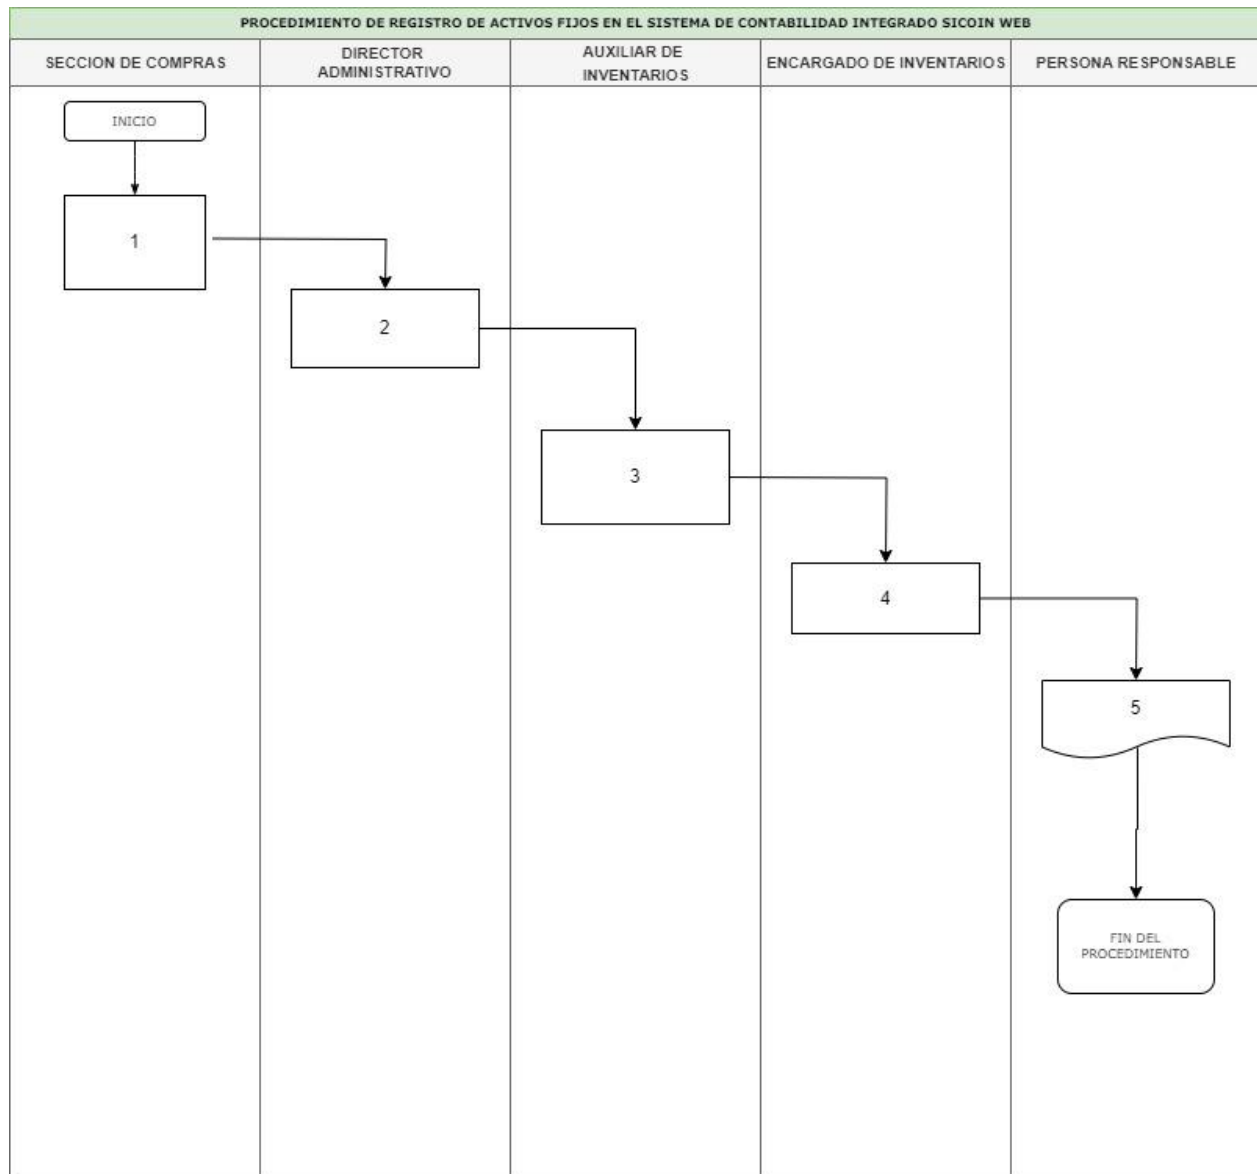 PROCEDIMIENTO DE REGISTRO DE ACTIVOS FIJOS EN EL SISTEMA DE CONTABILIDAD INTEGRADO SICOIN WEB
SECCION DE COMPRAS
DIRECTOR
ADMINISTRATIVO
AUXILIAR DE
INVENTARIOS
ENCARGADO DE INVENTARIOS
PERSONA RESPONSABLE
INICIO
1
2
3
4
5
FIN DEL
PROCEDIMIENTO